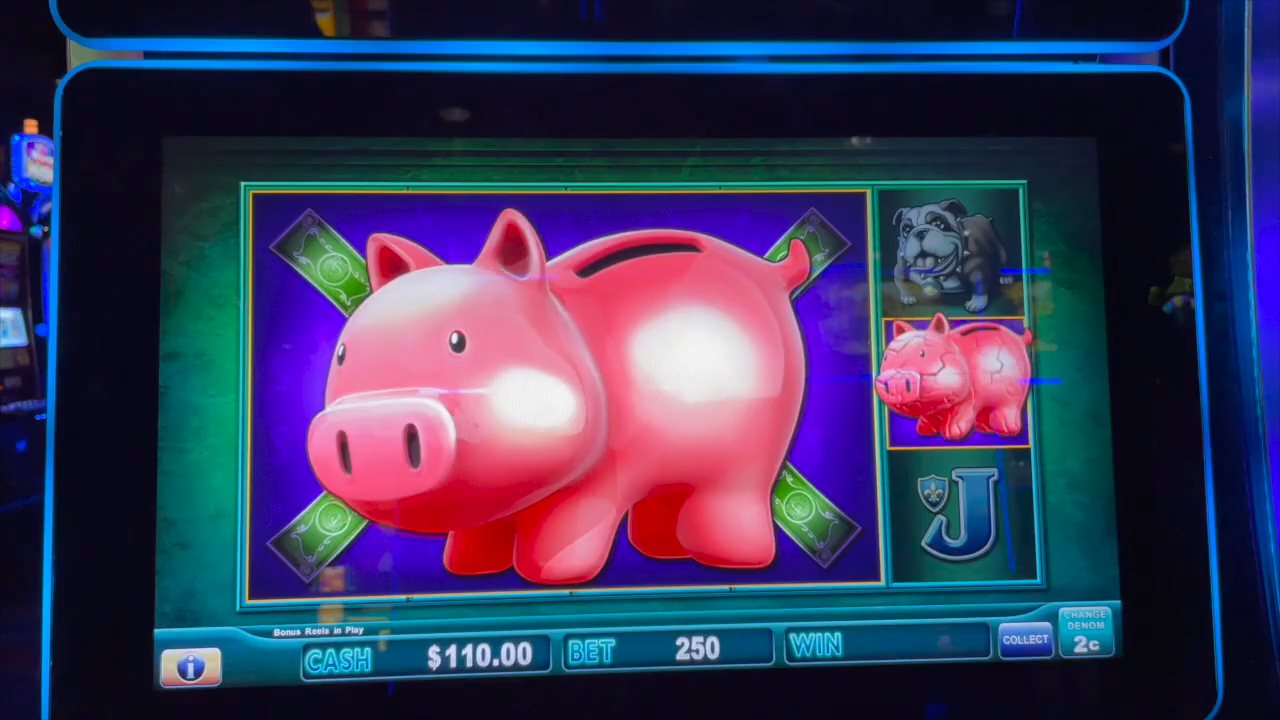 J
Bonus Reels in Play
CASH $110.00
BET 250
WIN
COLLECT
CHANGE
DENOM
2c